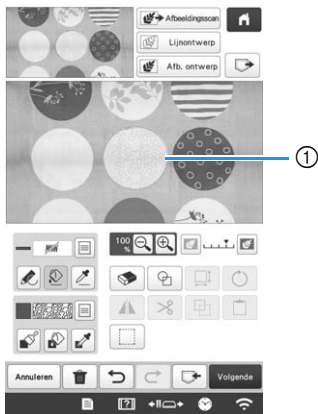 Afbeeldingsscan
Lijnontwerp
Afb. ontwerp
①
100 %
Annuleren
Volgende
[?]